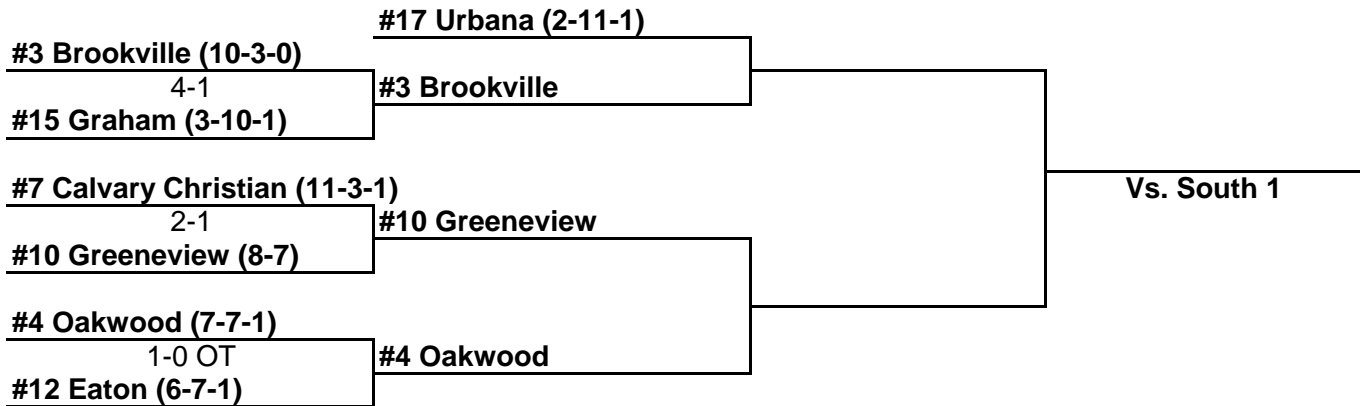 #17 Urbana (2-11-1)
#3 Brookville (10-3-0)
4-1
#3 Brookville
#15 Graham (3-10-1)
#7 Calvary Christian (11-3-1)
Vs. South 1
2-1
#10 Greeneview
#10 Greeneview (8-7)
#4 Oakwood (7-7-1)
1-0 OT
#4 Oakwood
#12 Eaton (6-7-1)